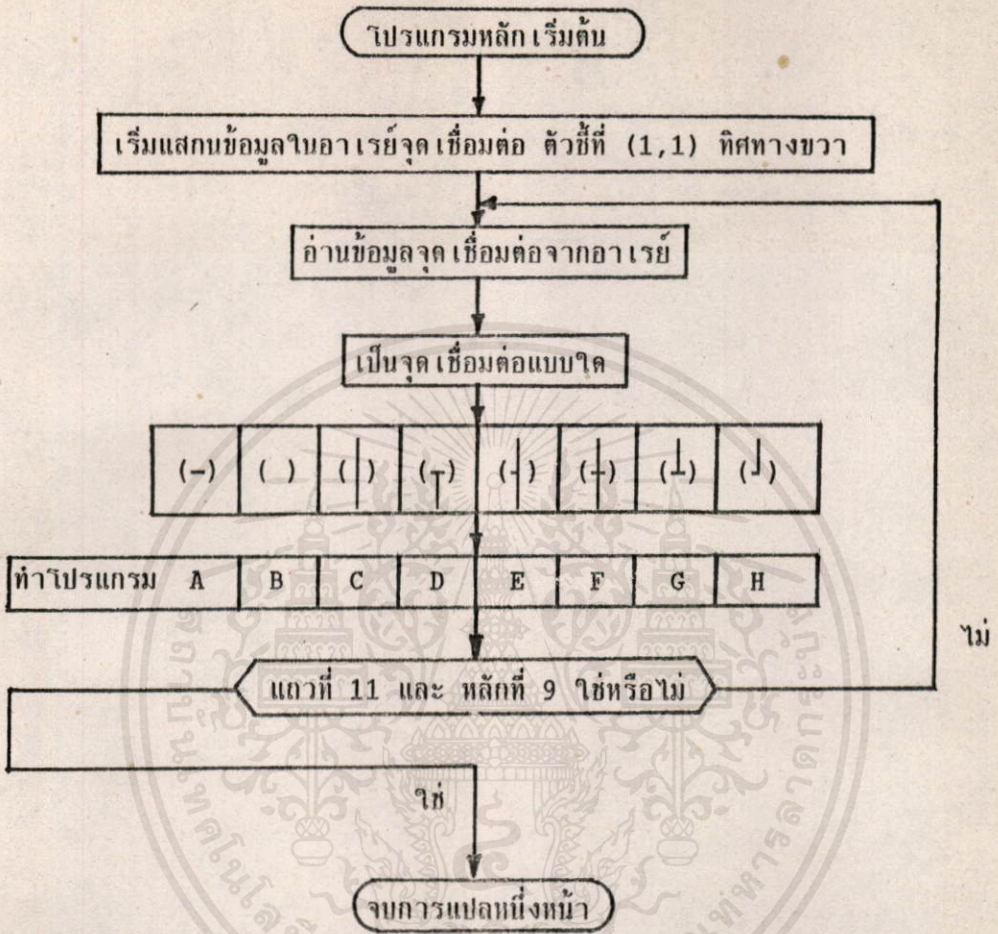 โปรแกรมหลักเริ่มต้น
เริ่มแสกนข้อมูลในอาเรย์จุดเชื่อมต่อ ตัวชี้ที่ (1,1) ทิศทางขวา
อ่านข้อมูลจุดเชื่อมต่อจากอาเรย์
เป็นจุดเชื่อมต่อแบบใด
(-) ( ) (│) (┬) (┤) (┼) (┴) (┘)
ทำโปรแกรม A B C D E F G H
ไม่
แถวที่ 11 และ หลักที่ 9 ใช่หรือไม่
ใช่
จบการแปลหนึ่งหน้า